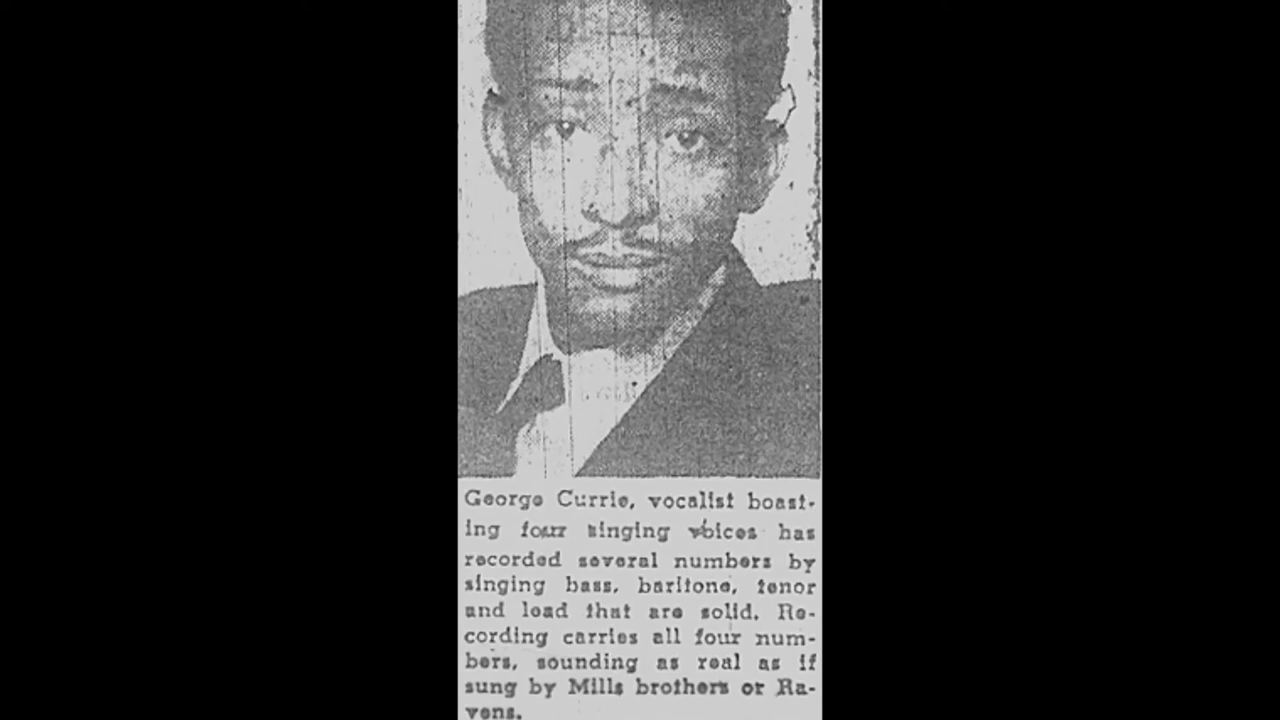 George Currie, vocalist boast-
ing four singing voices has
recorded several numbers by
singing bass, baritone, tenor
and lead that are solid. Re-
cording carries all four num-
bers, sounding as real as if
sung by Mills brothers or Ra-
vens.